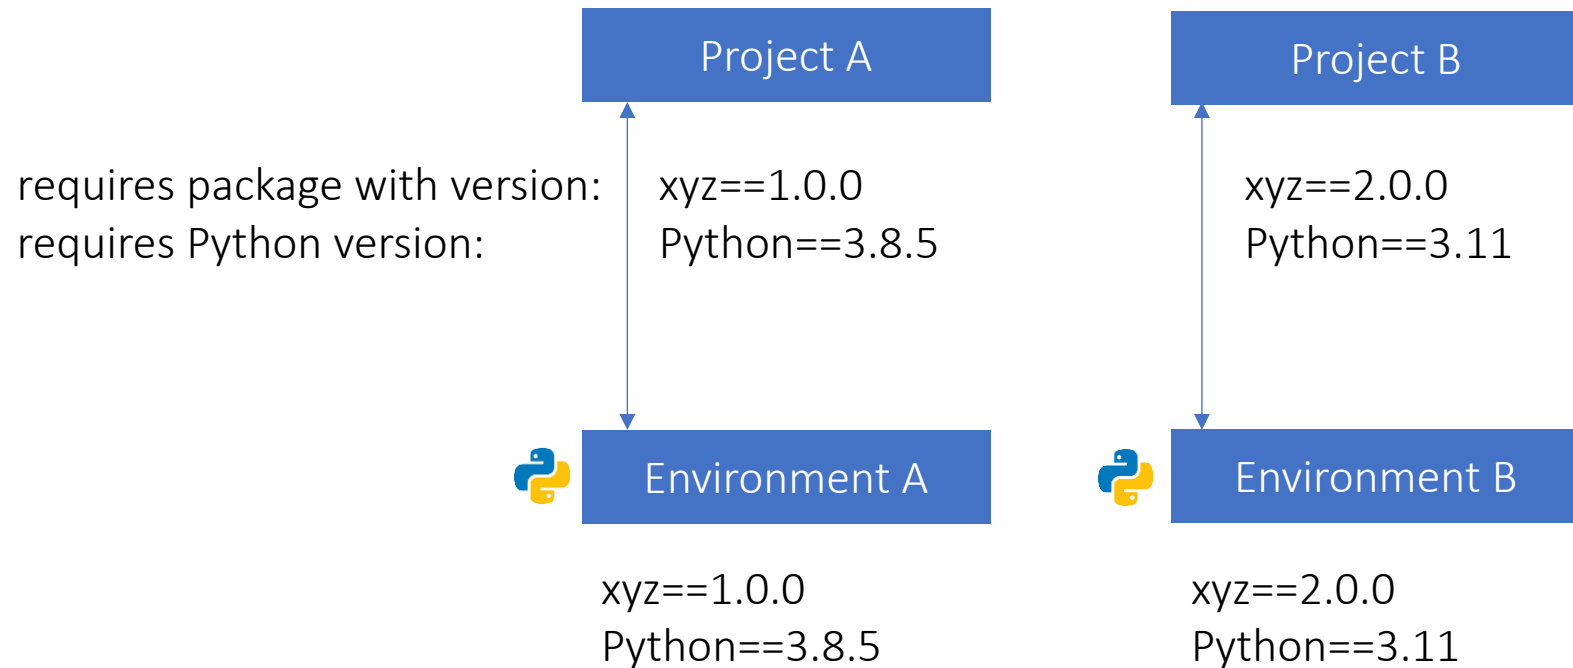 Project A
Project B
requires package with version: xyz==1.0.0 xyz==2.0.0
requires Python version: Python==3.8.5 Python==3.11
Environment A
Environment B
xyz==1.0.0 xyz==2.0.0
Python==3.8.5 Python==3.11